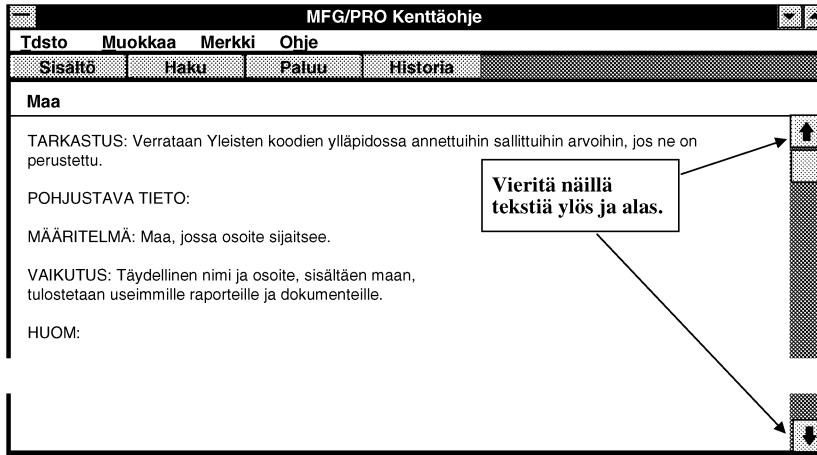 MFG/PRO Kenttäohje
Tdsto Muokkaa Merkki Ohje
Sisältö Haku Paluu Historia
Maa
TARKASTUS: Verrataan Yleisten koodien ylläpidossa annettuihin sallittuihin arvoihin, jos ne on
perustettu.
Vieritä näillä
tekstiä ylös ja alas.
POHJUSTAVA TIETO:
MÄÄRITELMÄ: Maa, jossa osoite sijaitsee.
VAIKUTUS: Täydellinen nimi ja osoite, sisältäen maan,
tulostetaan useimmille raporteille ja dokumenteille.
HUOM: